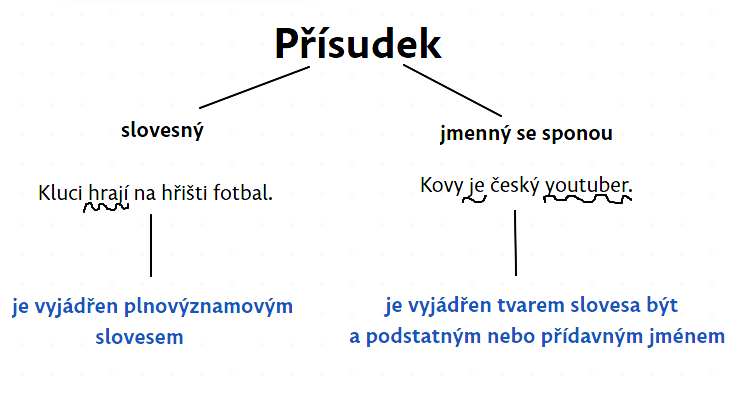 Přísudek
slovesný
Kluci hrají na hřišti fotbal.
je vyjádřen plnovýznamovým
slovesem
jmenný se sponou
Kovy je český youtuber.
je vyjádřen tvarem slovesa být
a podstatným nebo přídavným jménem